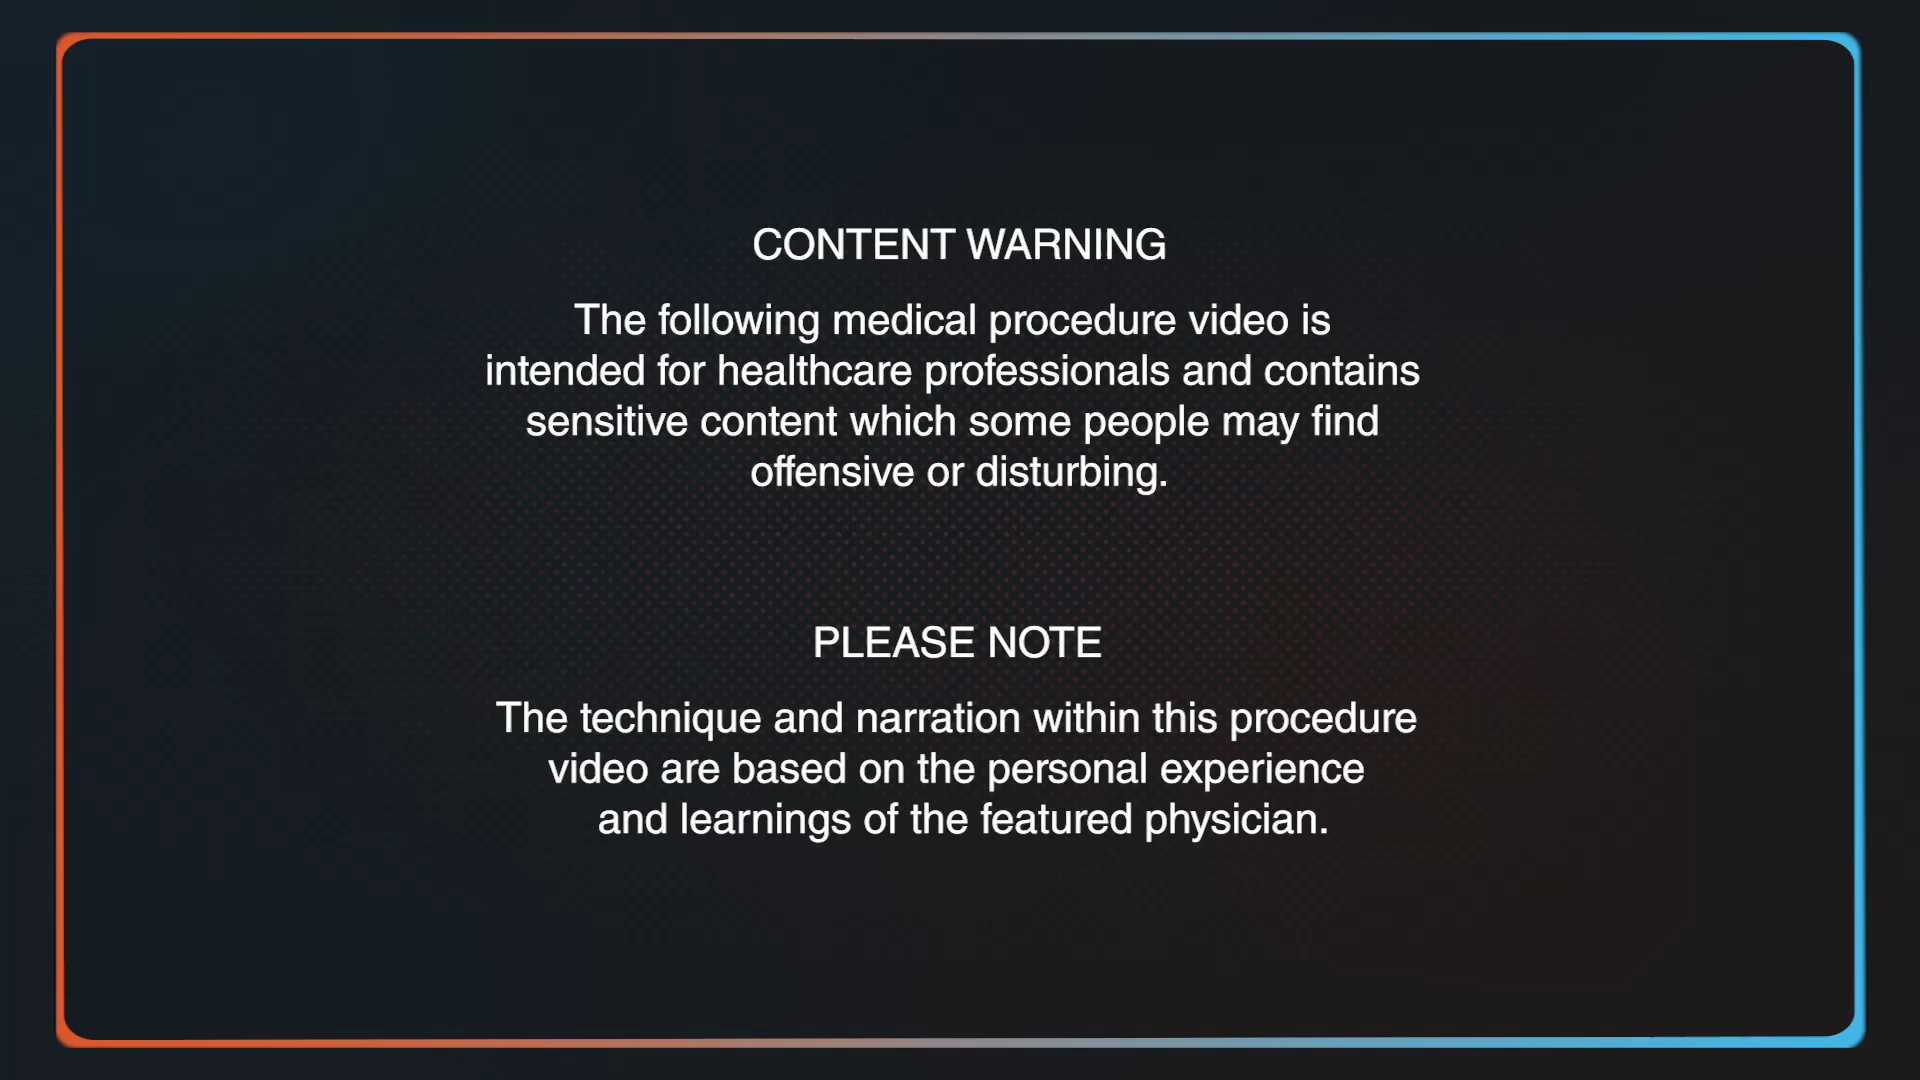 CONTENT WARNING
The following medical procedure video is
intended for healthcare professionals and contains
sensitive content which some people may find
offensive or disturbing.
PLEASE NOTE
The technique and narration within this procedure
video are based on the personal experience
and learnings of the featured physician.